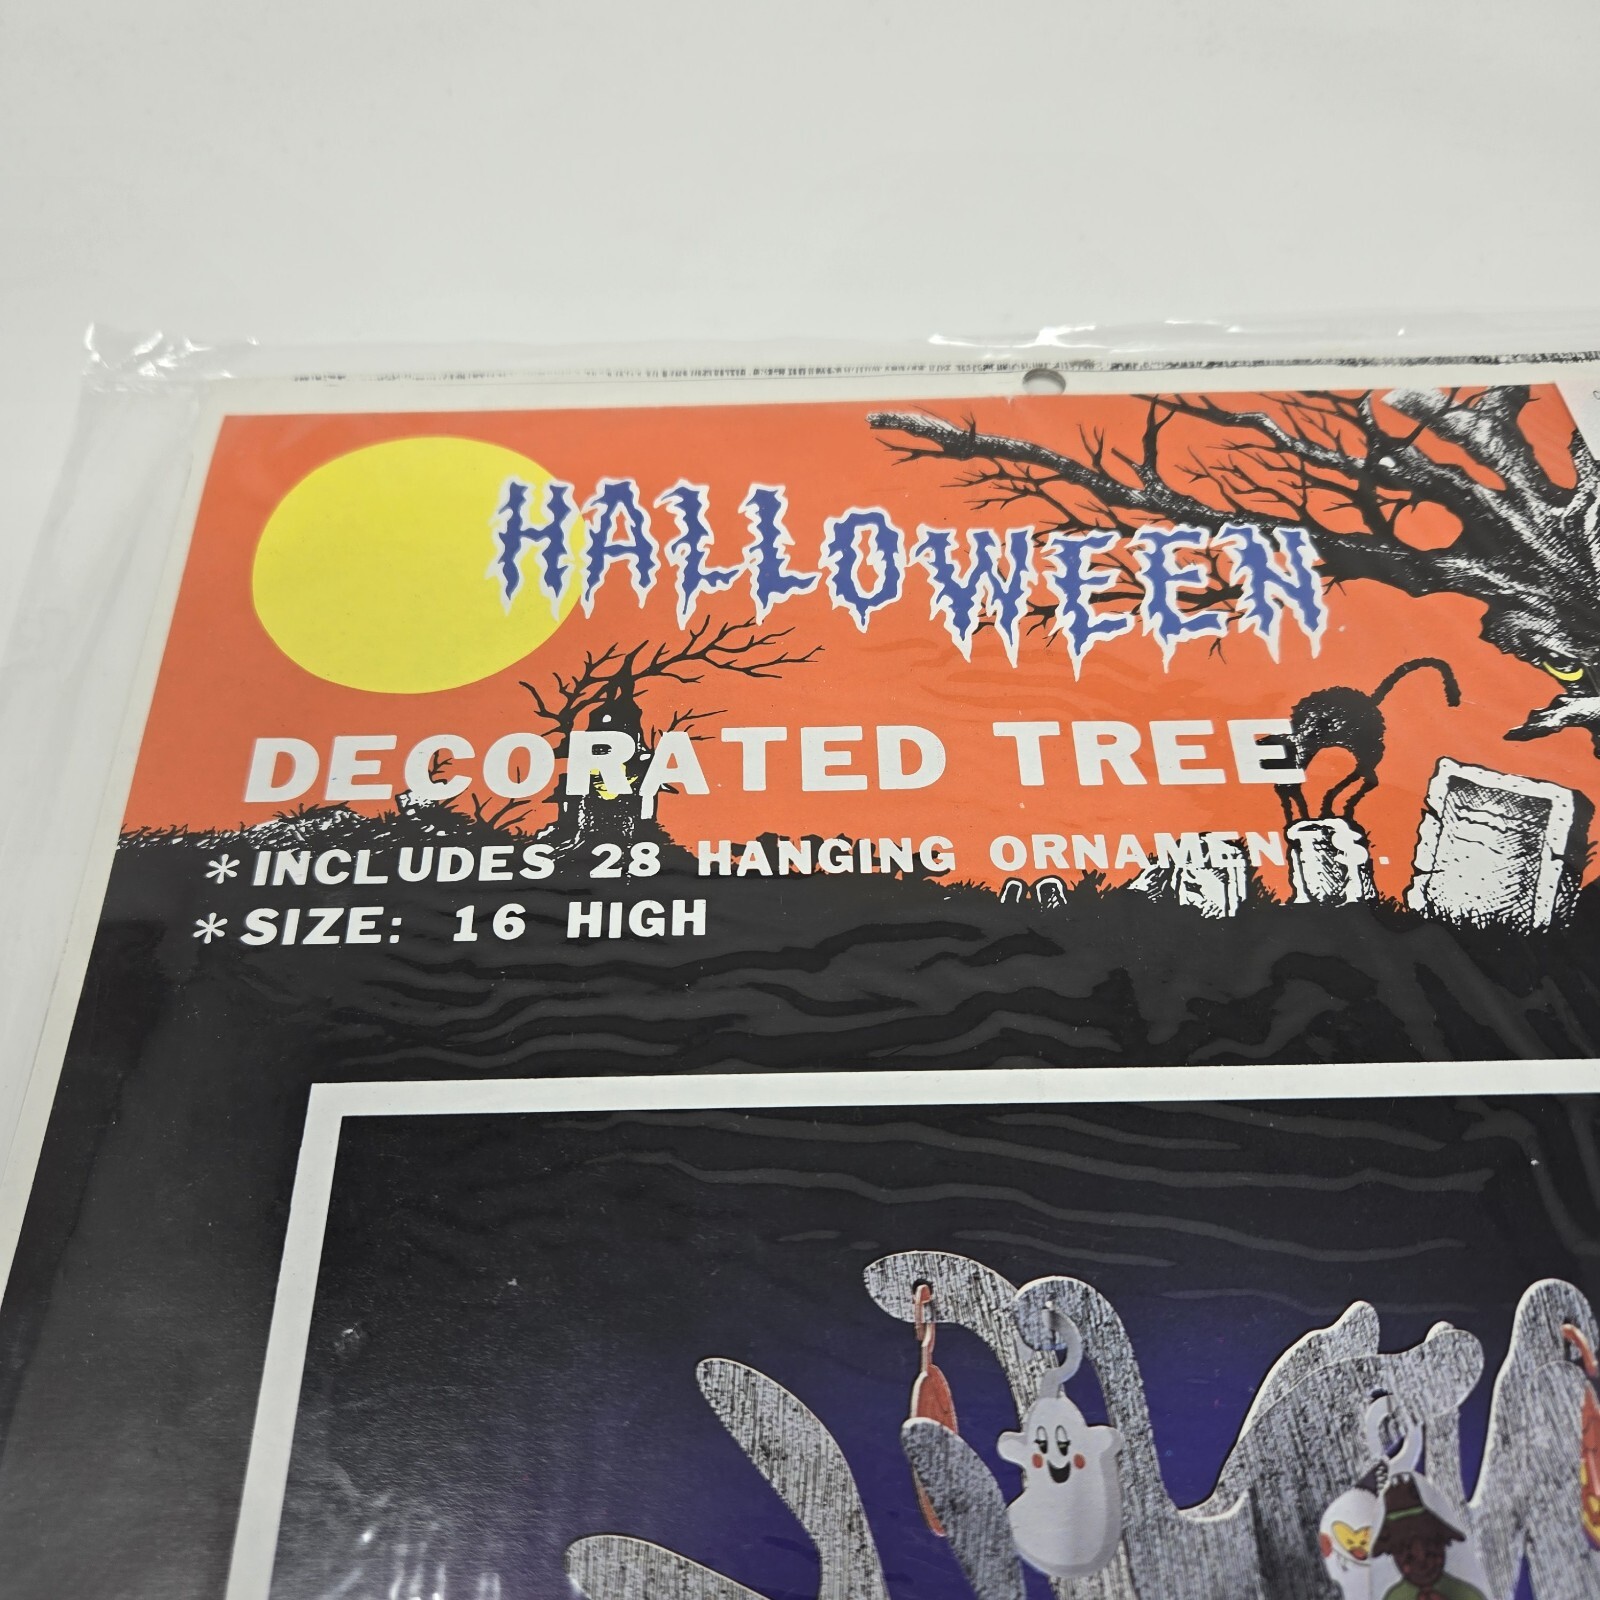 HALLOWEEN
DECORATED TREE
* INCLUDES 28 HANGING ORNAMENTS.
* SIZE: 16 HIGH